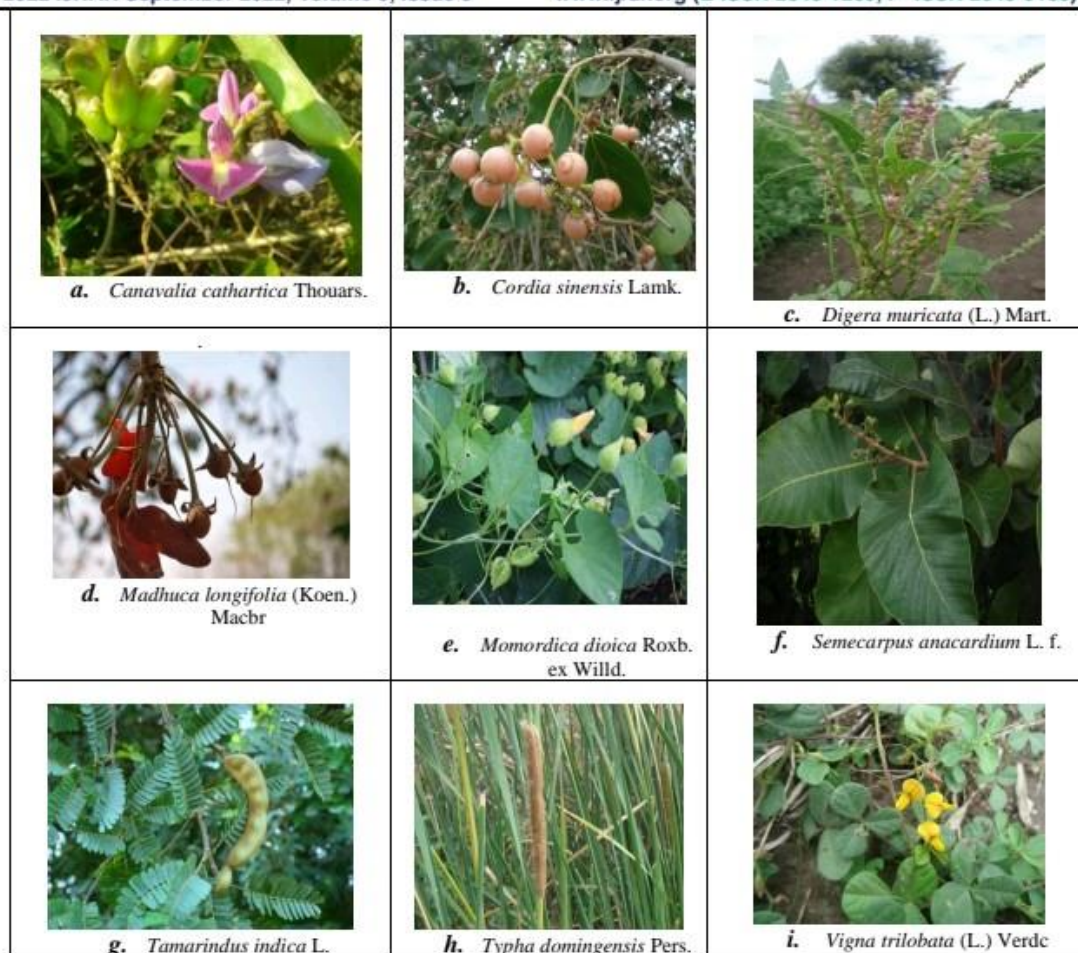 a. Canavalia cathartica Thouars.
b. Cordia sinensis Lamk.
c. Digera muricata (L.) Mart.
d. Madhuca longifolia (Koen.)
Macbr
e. Momordica dioica Roxb.
ex Willd.
f. Semecarpus anacardium L. f.
g. Tamarindus indica L.
h. Typha domingensis Pers.
i. Vigna trilobata (L.) Verdc